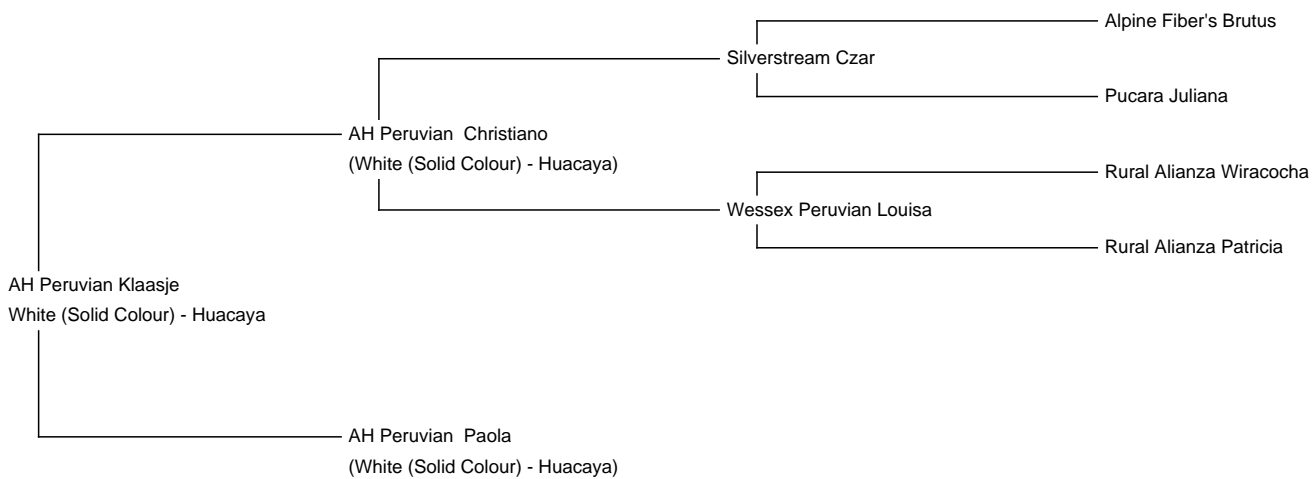 Alpine Fiber's Brutus
Silverstream Czar
Pucara Juliana
AH Peruvian  Christiano
(White (Solid Colour) - Huacaya)
Rural Alianza Wiracocha
Wessex Peruvian Louisa
Rural Alianza Patricia
AH Peruvian Klaasje
White (Solid Colour) - Huacaya
AH Peruvian  Paola
(White (Solid Colour) - Huacaya)